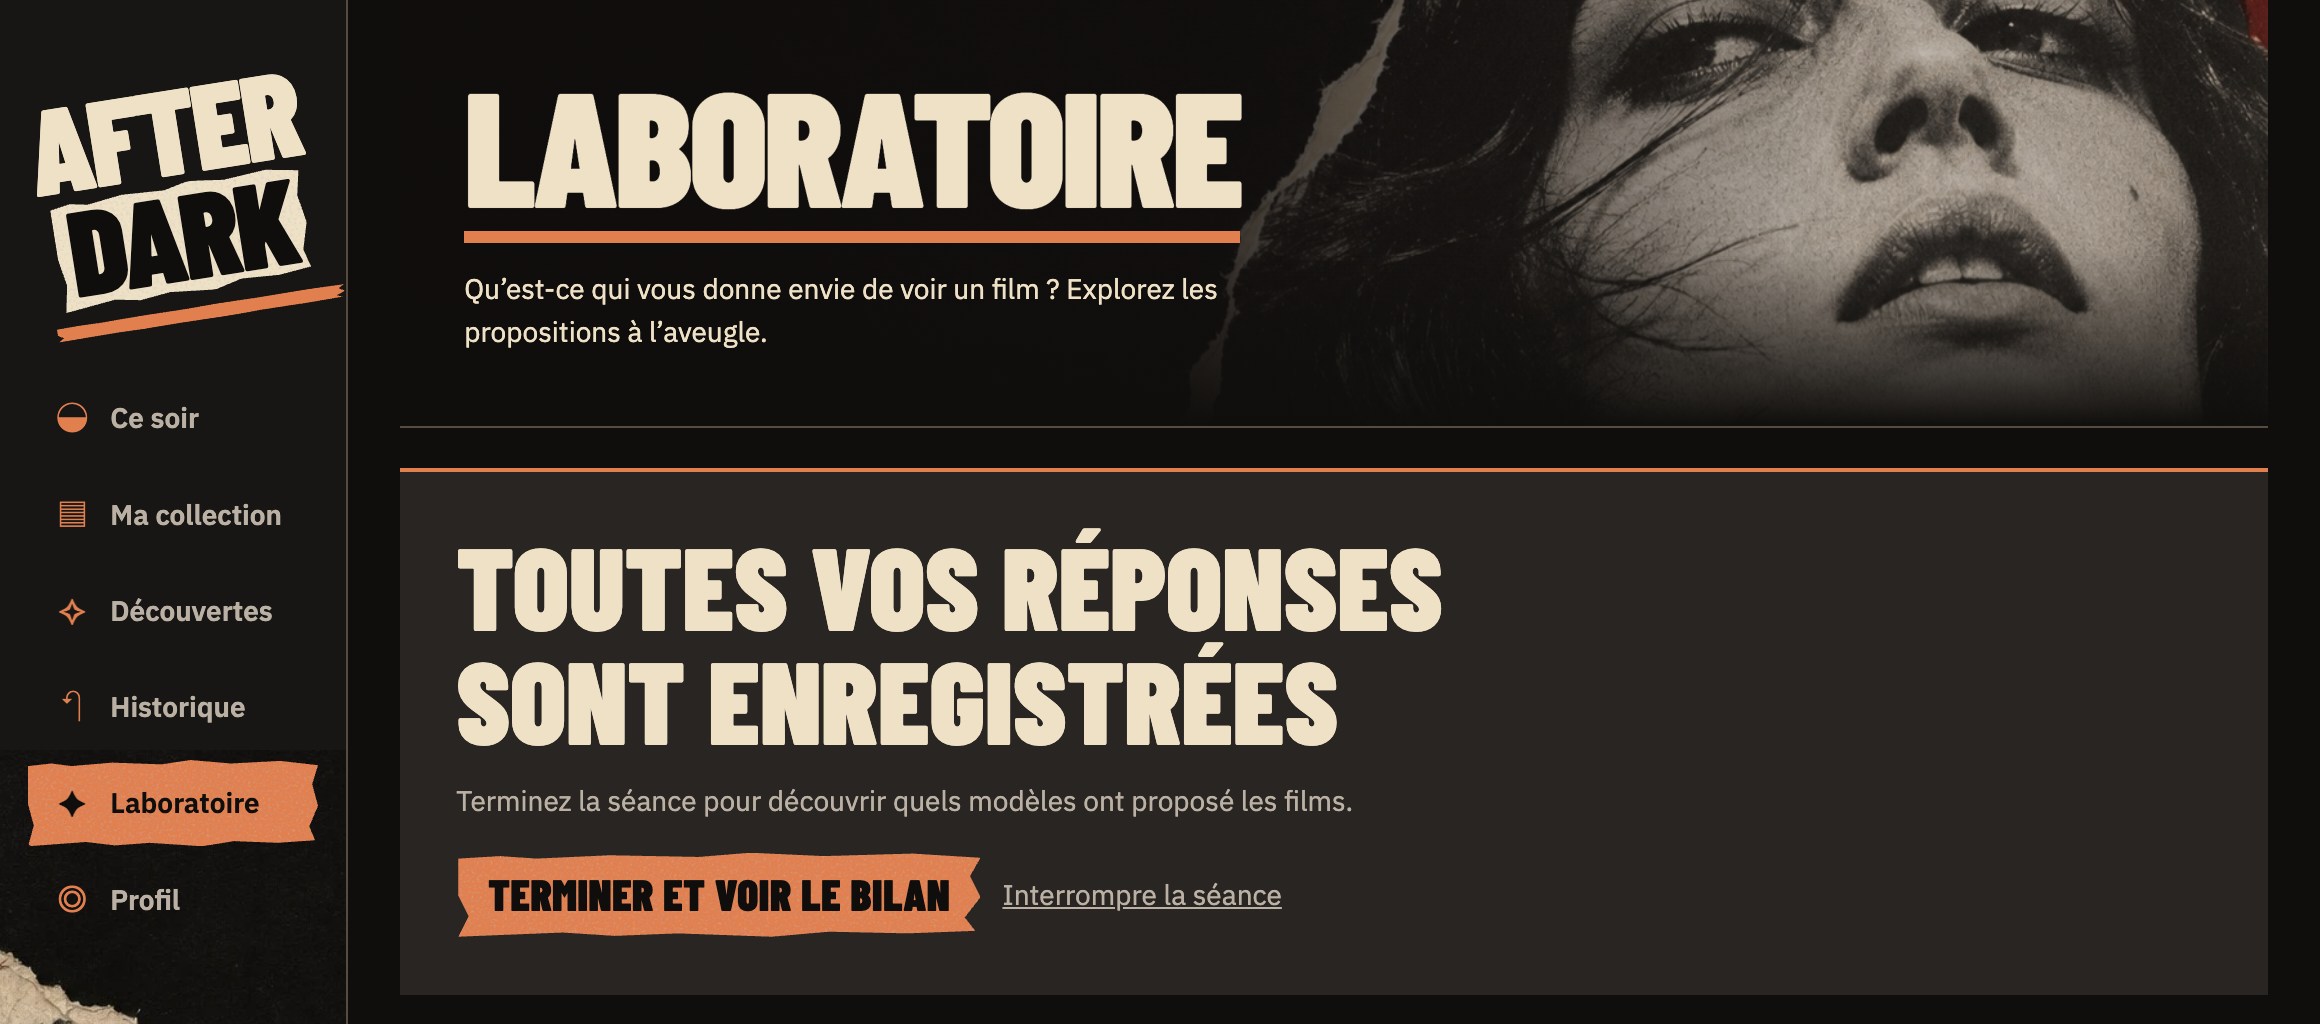 AFTER
DARK
Ce soir
Ma collection
Découvertes
Historique
Laboratoire
Profil
LABORATOIRE
Qu’est-ce qui vous donne envie de voir un film ? Explorez les
propositions à l’aveugle.
TOUTES VOS RÉPONSES
SONT ENREGISTRÉES
Terminez la séance pour découvrir quels modèles ont proposé les films.
TERMINER ET VOIR LE BILAN
Interrompre la séance